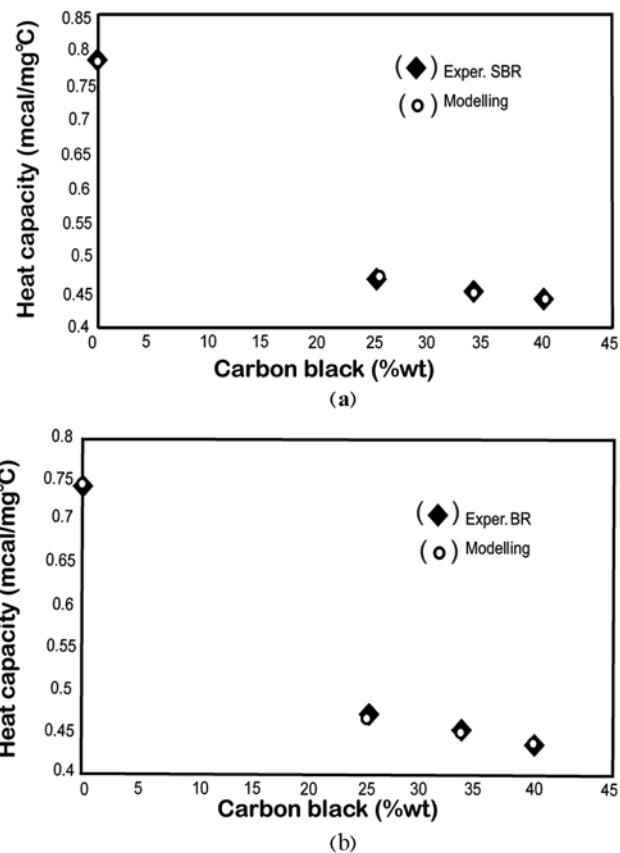 0.85
0.8
0.75
0.7
0.65
0.6
0.55
0.5
0.45
0.4
Heat capacity (mcal/mg°C)
(◆) Exper. SBR
(o) Modelling
0 5 10 15 20 25 30 35 40 45
Carbon black (%wt)
(a)
0.8
0.75
0.7
0.65
0.6
0.55
0.5
0.45
0.4
Heat capacity (mcal/mg°C)
(◆) Exper. BR
(o) Modelling
0 5 10 15 20 25 30 35 40 45
Carbon black (%wt)
(b)